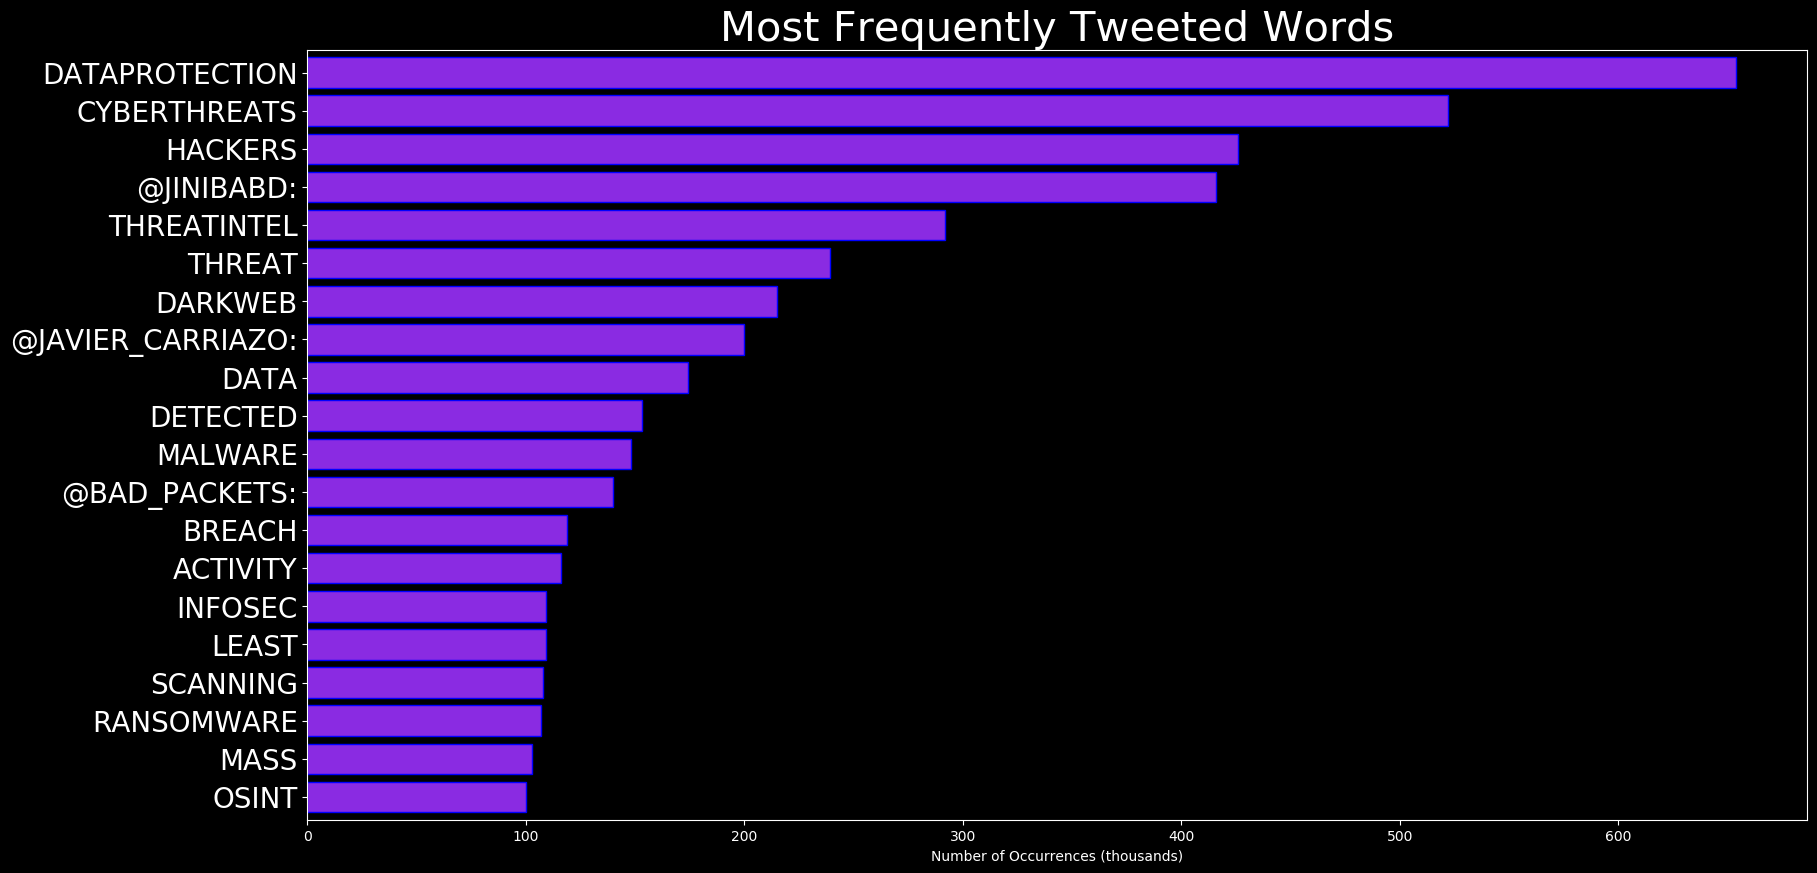 Most Frequently Tweeted Words
DATAPROTECTION
CYBERTHREATS
HACKERS
@JINIBABD:
THREATINTEL
THREAT
DARKWEB
@JAVIER_CARRIAZO:
DATA
DETECTED
MALWARE
@BAD_PACKETS:
BREACH
ACTIVITY
INFOSEC
LEAST
SCANNING
RANSOMWARE
MASS
OSINT
0 100 200 300 400 500 600
Number of Occurrences (thousands)